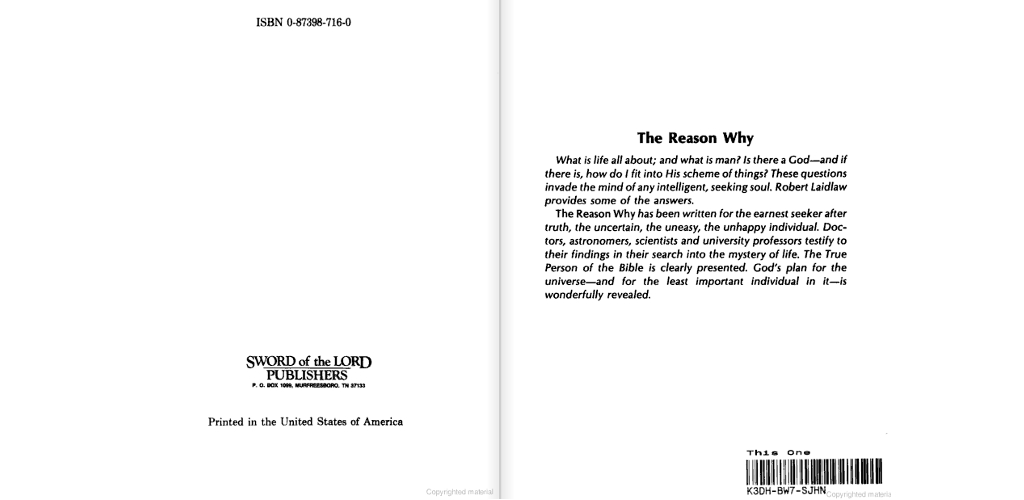 ISBN 0-87398-716-0
SWORD of the LORD
PUBLISHERS
P. O. BOX 1099, MURFREESBORO, TN 37133
Printed in the United States of America
Copyrighted material
The Reason Why
What is life all about; and what is man? Is there a God—and if
there is, how do I fit into His scheme of things? These questions
invade the mind of any intelligent, seeking soul. Robert Laidlaw
provides some of the answers.
The Reason Why has been written for the earnest seeker after
truth, the uncertain, the uneasy, the unhappy individual. Doc-
tors, astronomers, scientists and university professors testify to
their findings in their search into the mystery of life. The True
Person of the Bible is clearly presented. God's plan for the
universe—and for the least important individual in it—is
wonderfully revealed.
This One
K3DH-BW7-SJHN
Copyrighted materia